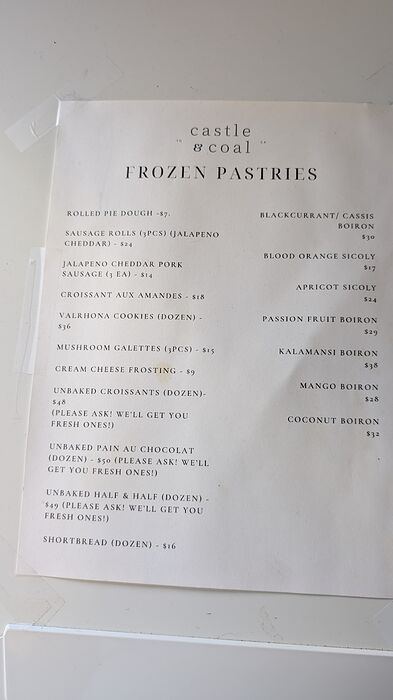 castle
" & coal "
FROZEN PASTRIES
ROLLED PIE DOUGH -$7.
SAUSAGE ROLLS (3PCS) (JALAPENO
CHEDDAR) - $24
JALAPENO CHEDDAR PORK
SAUSAGE (3 EA) - $14
CROISSANT AUX AMANDES - $18
VALRHONA COOKIES (DOZEN) -
$36
MUSHROOM GALETTES (3PCS) - $15
CREAM CHEESE FROSTING - $9
UNBAKED CROISSANTS (DOZEN)-
$48
(PLEASE ASK! WE'LL GET YOU
FRESH ONES!)
UNBAKED PAIN AU CHOCOLAT
(DOZEN) - $50 (PLEASE ASK! WE'LL
GET YOU FRESH ONES!)
UNBAKED HALF & HALF (DOZEN) -
$49 (PLEASE ASK! WE'LL GET YOU
FRESH ONES!)
SHORTBREAD (DOZEN) - $16
BLACKCURRANT/ CASSIS
BOIRON
$30
BLOOD ORANGE SICOLY
$17
APRICOT SICOLY
$24
PASSION FRUIT BOIRON
$29
KALAMANSI BOIRON
$38
MANGO BOIRON
$28
COCONUT BOIRON
$32